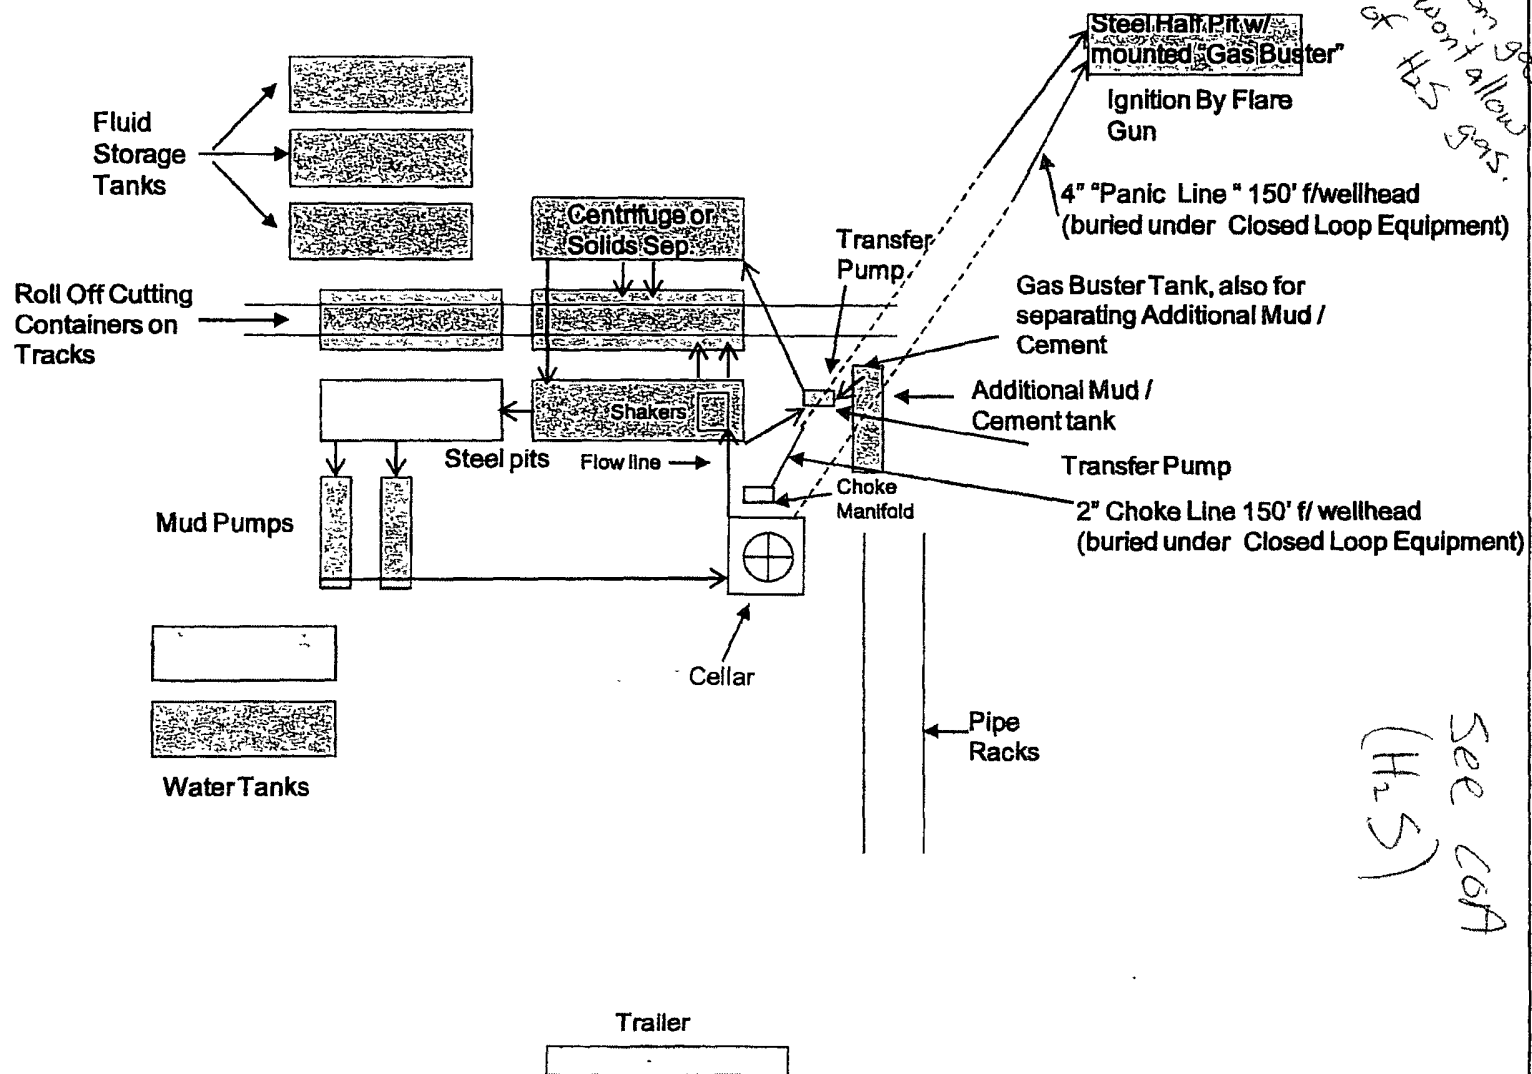 Steel Half Pit w/
mounted "Gas Buster"
Ignition By Flare
Gun
won't allow
of H2S gas.
Fluid
Storage
Tanks
4" "Panic Line " 150' f/wellhead
(buried under Closed Loop Equipment)
Centrifuge or
Solids Sep
Transfer
Pump
Roll Off Cutting
Containers on
Tracks
Gas Buster Tank, also for
separating Additional Mud /
Cement
Additional Mud /
Cement tank
Shakers
Steel pits
Flow line
Transfer Pump
Choke
Manifold
2" Choke Line 150' f/ wellhead
(buried under Closed Loop Equipment)
Mud Pumps
Cellar
Pipe
Racks
Water Tanks
See COA
(H2S)
Trailer